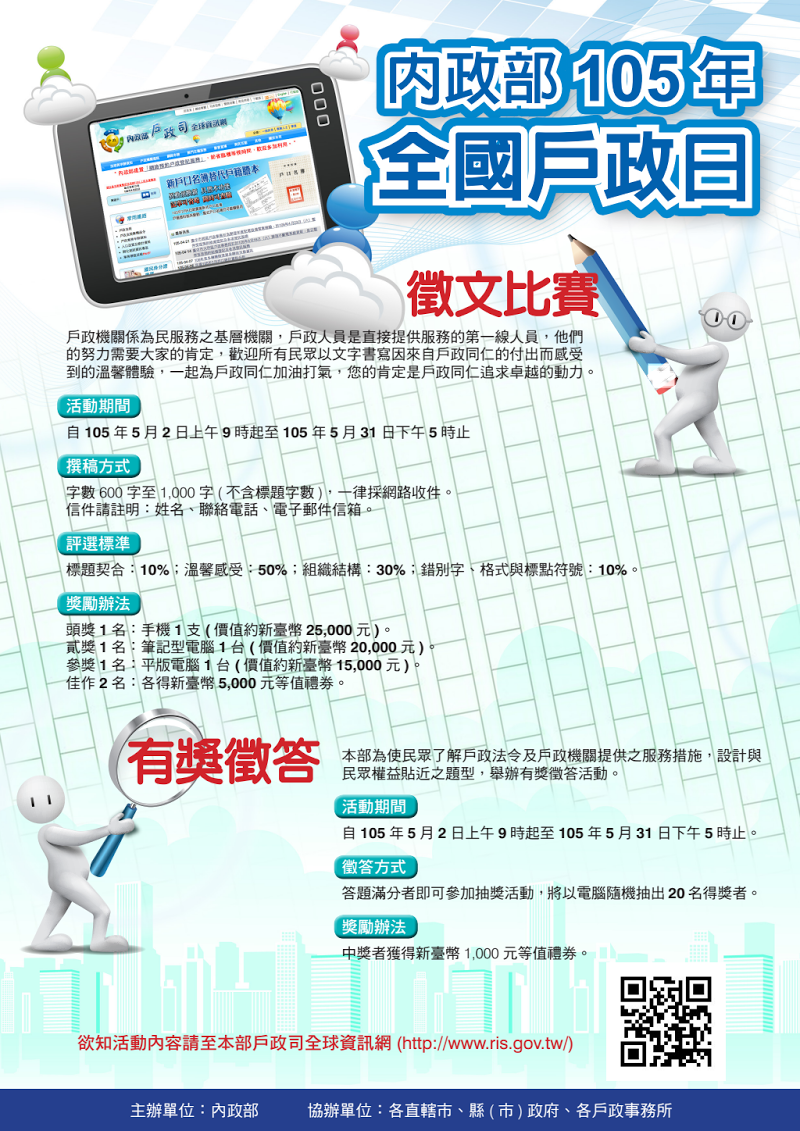 內政部 105 年
全國戶政日
內政部 戶政司 全球資訊網
新戶口名簿替代戶籍謄本
徵文比賽
戶政機關係為民服務之基層機關，戶政人員是直接提供服務的第一線人員，他們
的努力需要大家的肯定，歡迎所有民眾以文字書寫因來自戶政同仁的付出而感受
到的溫馨體驗，一起為戶政同仁加油打氣，您的肯定是戶政同仁追求卓越的動力。
活動期間
自 105 年 5 月 2 日上午 9 時起至 105 年 5 月 31 日下午 5 時止
撰稿方式
字數 600 字至 1,000 字 ( 不含標題字數 )，一律採網路收件。
信件請註明：姓名、聯絡電話、電子郵件信箱。
評選標準
標題契合：10%；溫馨感受：50%；組織結構：30%；錯別字、格式與標點符號：10%。
獎勵辦法
頭獎 1 名：手機 1 支 ( 價值約新臺幣 25,000 元 )。
貳獎 1 名：筆記型電腦 1 台 ( 價值約新臺幣 20,000 元 )。
參獎 1 名：平版電腦 1 台 ( 價值約新臺幣 15,000 元 )。
佳作 2 名：各得新臺幣 5,000 元等值禮券。
有獎徵答
本部為使民眾了解戶政法令及戶政機關提供之服務措施，設計與
民眾權益貼近之題型，舉辦有獎徵答活動。
活動期間
自 105 年 5 月 2 日上午 9 時起至 105 年 5 月 31 日下午 5 時止。
徵答方式
答題滿分者即可參加抽獎活動，將以電腦隨機抽出 20 名得獎者。
獎勵辦法
中獎者獲得新臺幣 1,000 元等值禮券。
欲知活動內容請至本部戶政司全球資訊網 (http://www.ris.gov.tw/)
主辦單位：內政部 協辦單位：各直轄市、縣 ( 市 ) 政府、各戶政事務所